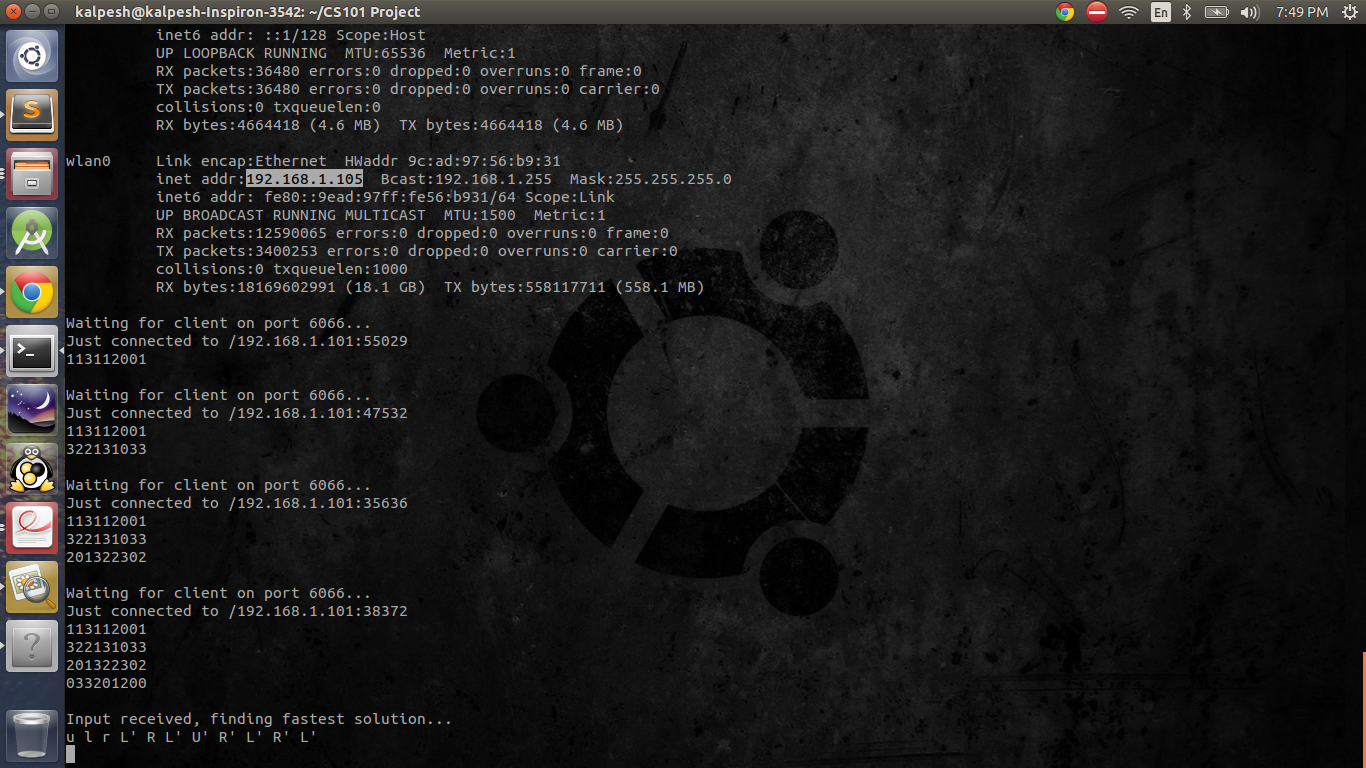 kalpesh@kalpesh-Inspiron-3542: ~/CS101 Project
En
7:49 PM
inet6 addr: ::1/128 Scope:Host
UP LOOPBACK RUNNING  MTU:65536  Metric:1
RX packets:36480 errors:0 dropped:0 overruns:0 frame:0
TX packets:36480 errors:0 dropped:0 overruns:0 carrier:0
collisions:0 txqueuelen:0
RX bytes:4664418 (4.6 MB)  TX bytes:4664418 (4.6 MB)
wlan0     Link encap:Ethernet  HWaddr 9c:ad:97:56:b9:31
inet addr:192.168.1.105  Bcast:192.168.1.255  Mask:255.255.255.0
inet6 addr: fe80::9ead:97ff:fe56:b931/64 Scope:Link
UP BROADCAST RUNNING MULTICAST  MTU:1500  Metric:1
RX packets:12590065 errors:0 dropped:0 overruns:0 frame:0
TX packets:3400253 errors:0 dropped:0 overruns:0 carrier:0
collisions:0 txqueuelen:1000
RX bytes:18169602991 (18.1 GB)  TX bytes:558117711 (558.1 MB)
Waiting for client on port 6066...
Just connected to /192.168.1.101:55029
113112001
Waiting for client on port 6066...
Just connected to /192.168.1.101:47532
113112001
322131033
Waiting for client on port 6066...
Just connected to /192.168.1.101:35636
113112001
322131033
201322302
Waiting for client on port 6066...
Just connected to /192.168.1.101:38372
113112001
322131033
201322302
033201200
Input received, finding fastest solution...
u l r L' R L' U' R' L' R' L'